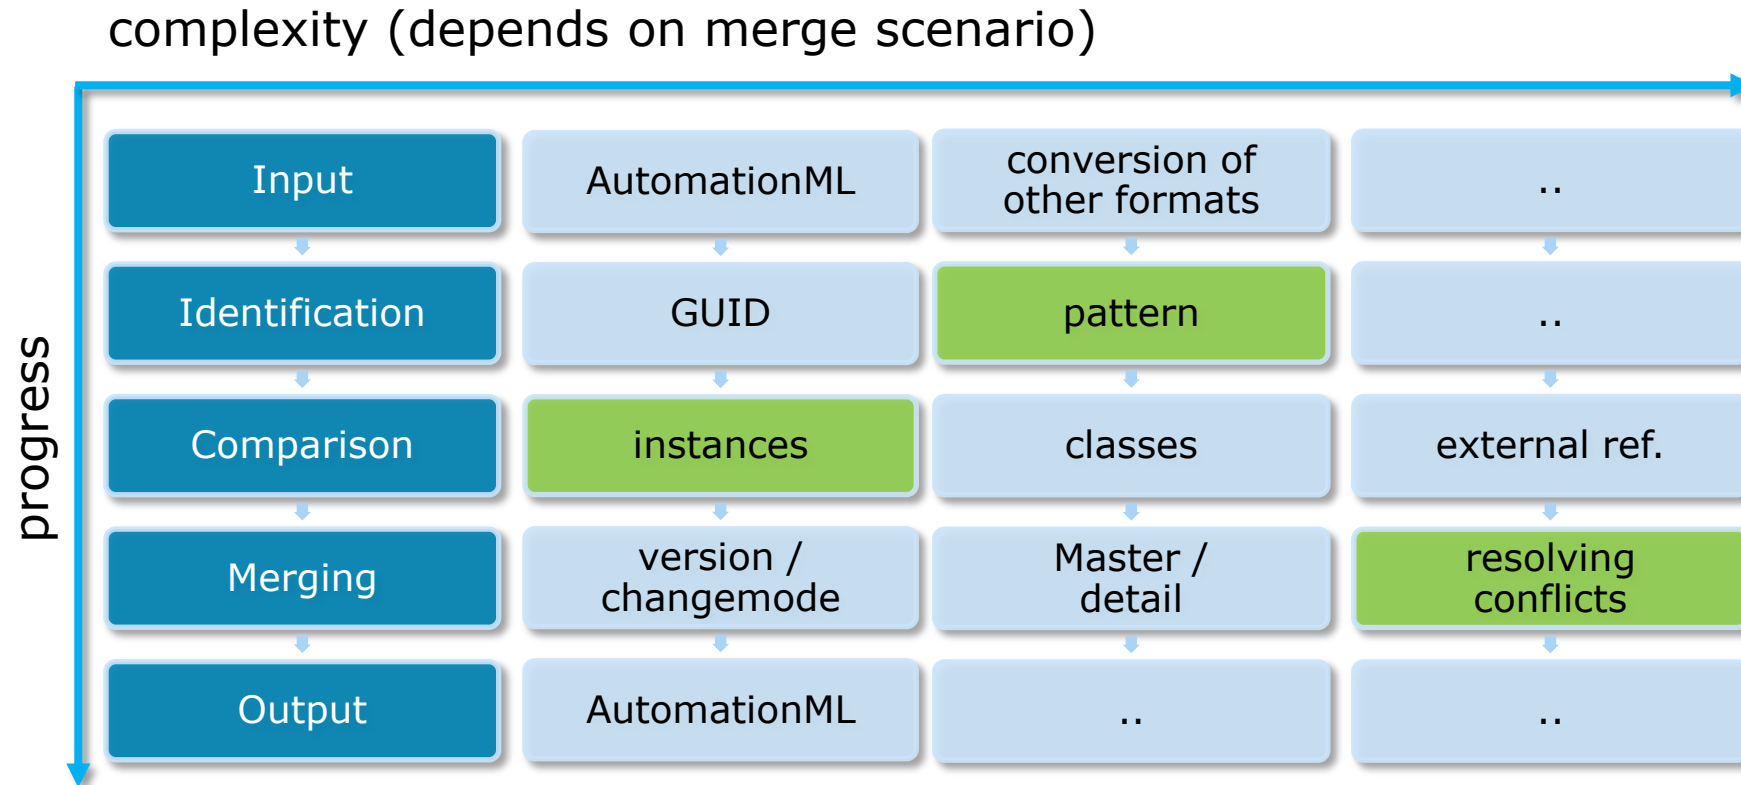 complexity (depends on merge scenario)
progress
Input
AutomationML
conversion of
other formats
..
Identification
GUID
pattern
..
Comparison
instances
classes
external ref.
Merging
version /
changemode
Master /
detail
resolving
conflicts
Output
AutomationML
..
..